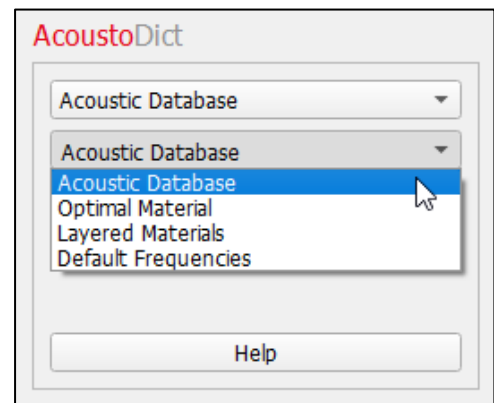 AcoustoDict
Acoustic Database
Acoustic Database
Acoustic Database
Optimal Material
Layered Materials
Default Frequencies
Help